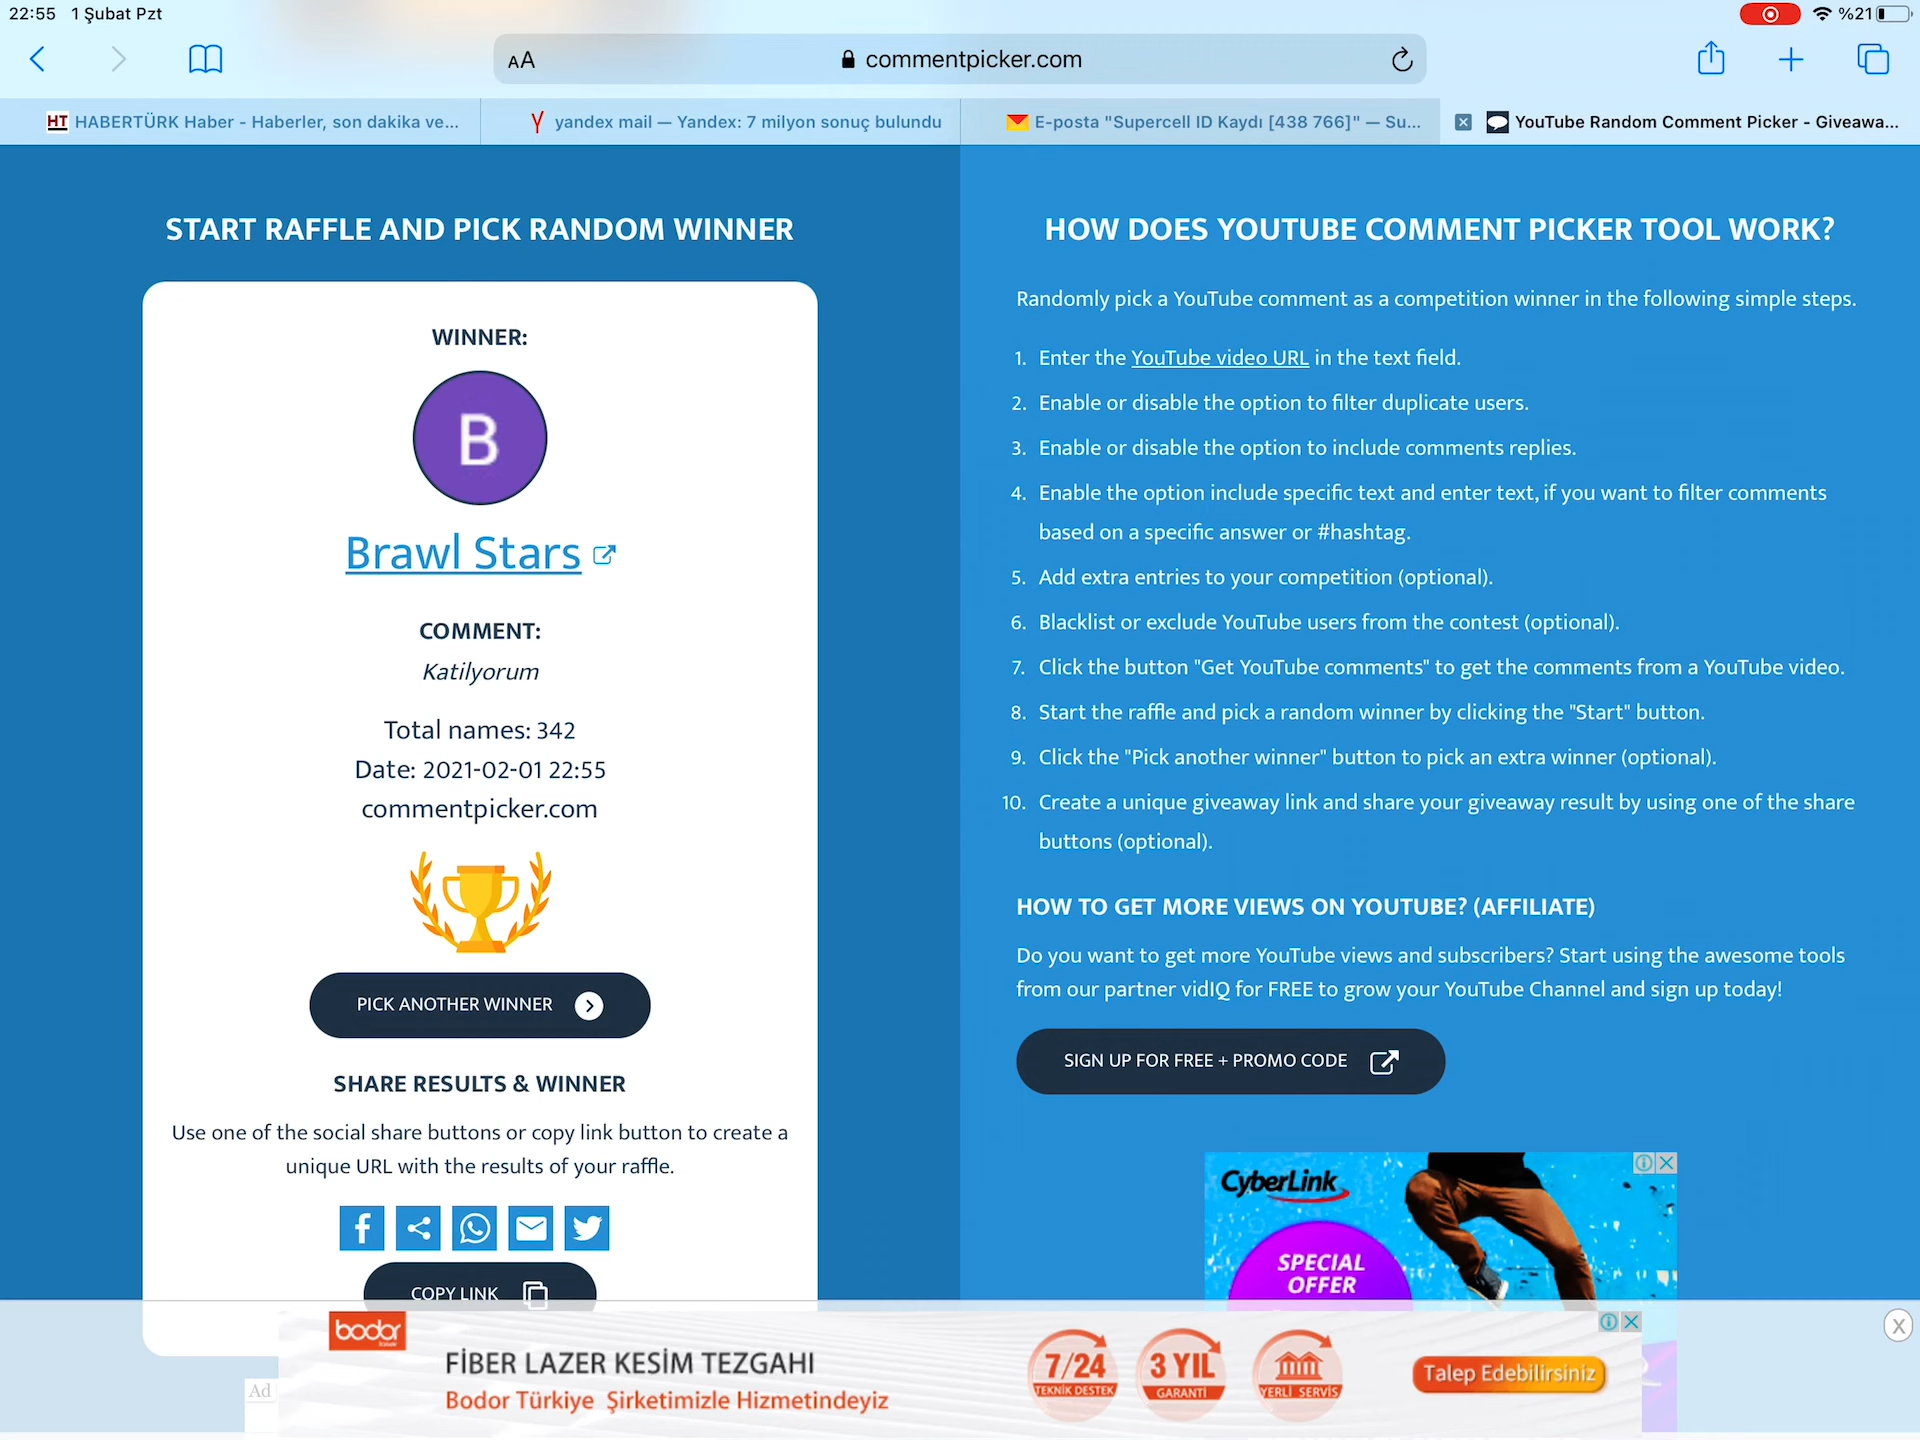 22:55 1 Şubat Pzt
%21
AA
commentpicker.com
HT HABERTÜRK Haber - Haberler, son dakika ve...
Y yandex mail — Yandex: 7 milyon sonuç bulundu
E-posta "Supercell ID Kaydı [438 766]" — Su...
YouTube Random Comment Picker - Giveawa...
START RAFFLE AND PICK RANDOM WINNER
WINNER:
B
Brawl Stars
COMMENT:
Katilyorum
Total names: 342
Date: 2021-02-01 22:55
commentpicker.com
PICK ANOTHER WINNER
SHARE RESULTS & WINNER
Use one of the social share buttons or copy link button to create a
unique URL with the results of your raffle.
COPY LINK
HOW DOES YOUTUBE COMMENT PICKER TOOL WORK?
Randomly pick a YouTube comment as a competition winner in the following simple steps.
1. Enter the YouTube video URL in the text field.
2. Enable or disable the option to filter duplicate users.
3. Enable or disable the option to include comments replies.
4. Enable the option include specific text and enter text, if you want to filter comments
based on a specific answer or #hashtag.
5. Add extra entries to your competition (optional).
6. Blacklist or exclude YouTube users from the contest (optional).
7. Click the button "Get YouTube comments" to get the comments from a YouTube video.
8. Start the raffle and pick a random winner by clicking the "Start" button.
9. Click the "Pick another winner" button to pick an extra winner (optional).
10. Create a unique giveaway link and share your giveaway result by using one of the share
buttons (optional).
HOW TO GET MORE VIEWS ON YOUTUBE? (AFFILIATE)
Do you want to get more YouTube views and subscribers? Start using the awesome tools
from our partner vidIQ for FREE to grow your YouTube Channel and sign up today!
SIGN UP FOR FREE + PROMO CODE
CyberLink
SPECIAL
OFFER
bodor
FİBER LAZER KESİM TEZGAHI
Bodor Türkiye Şirketimizle Hizmetindeyiz
7/24
TEKNİK DESTEK
3 YIL
GARANTİ
YERLİ SERVİS
Talep Edebilirsiniz
Ad